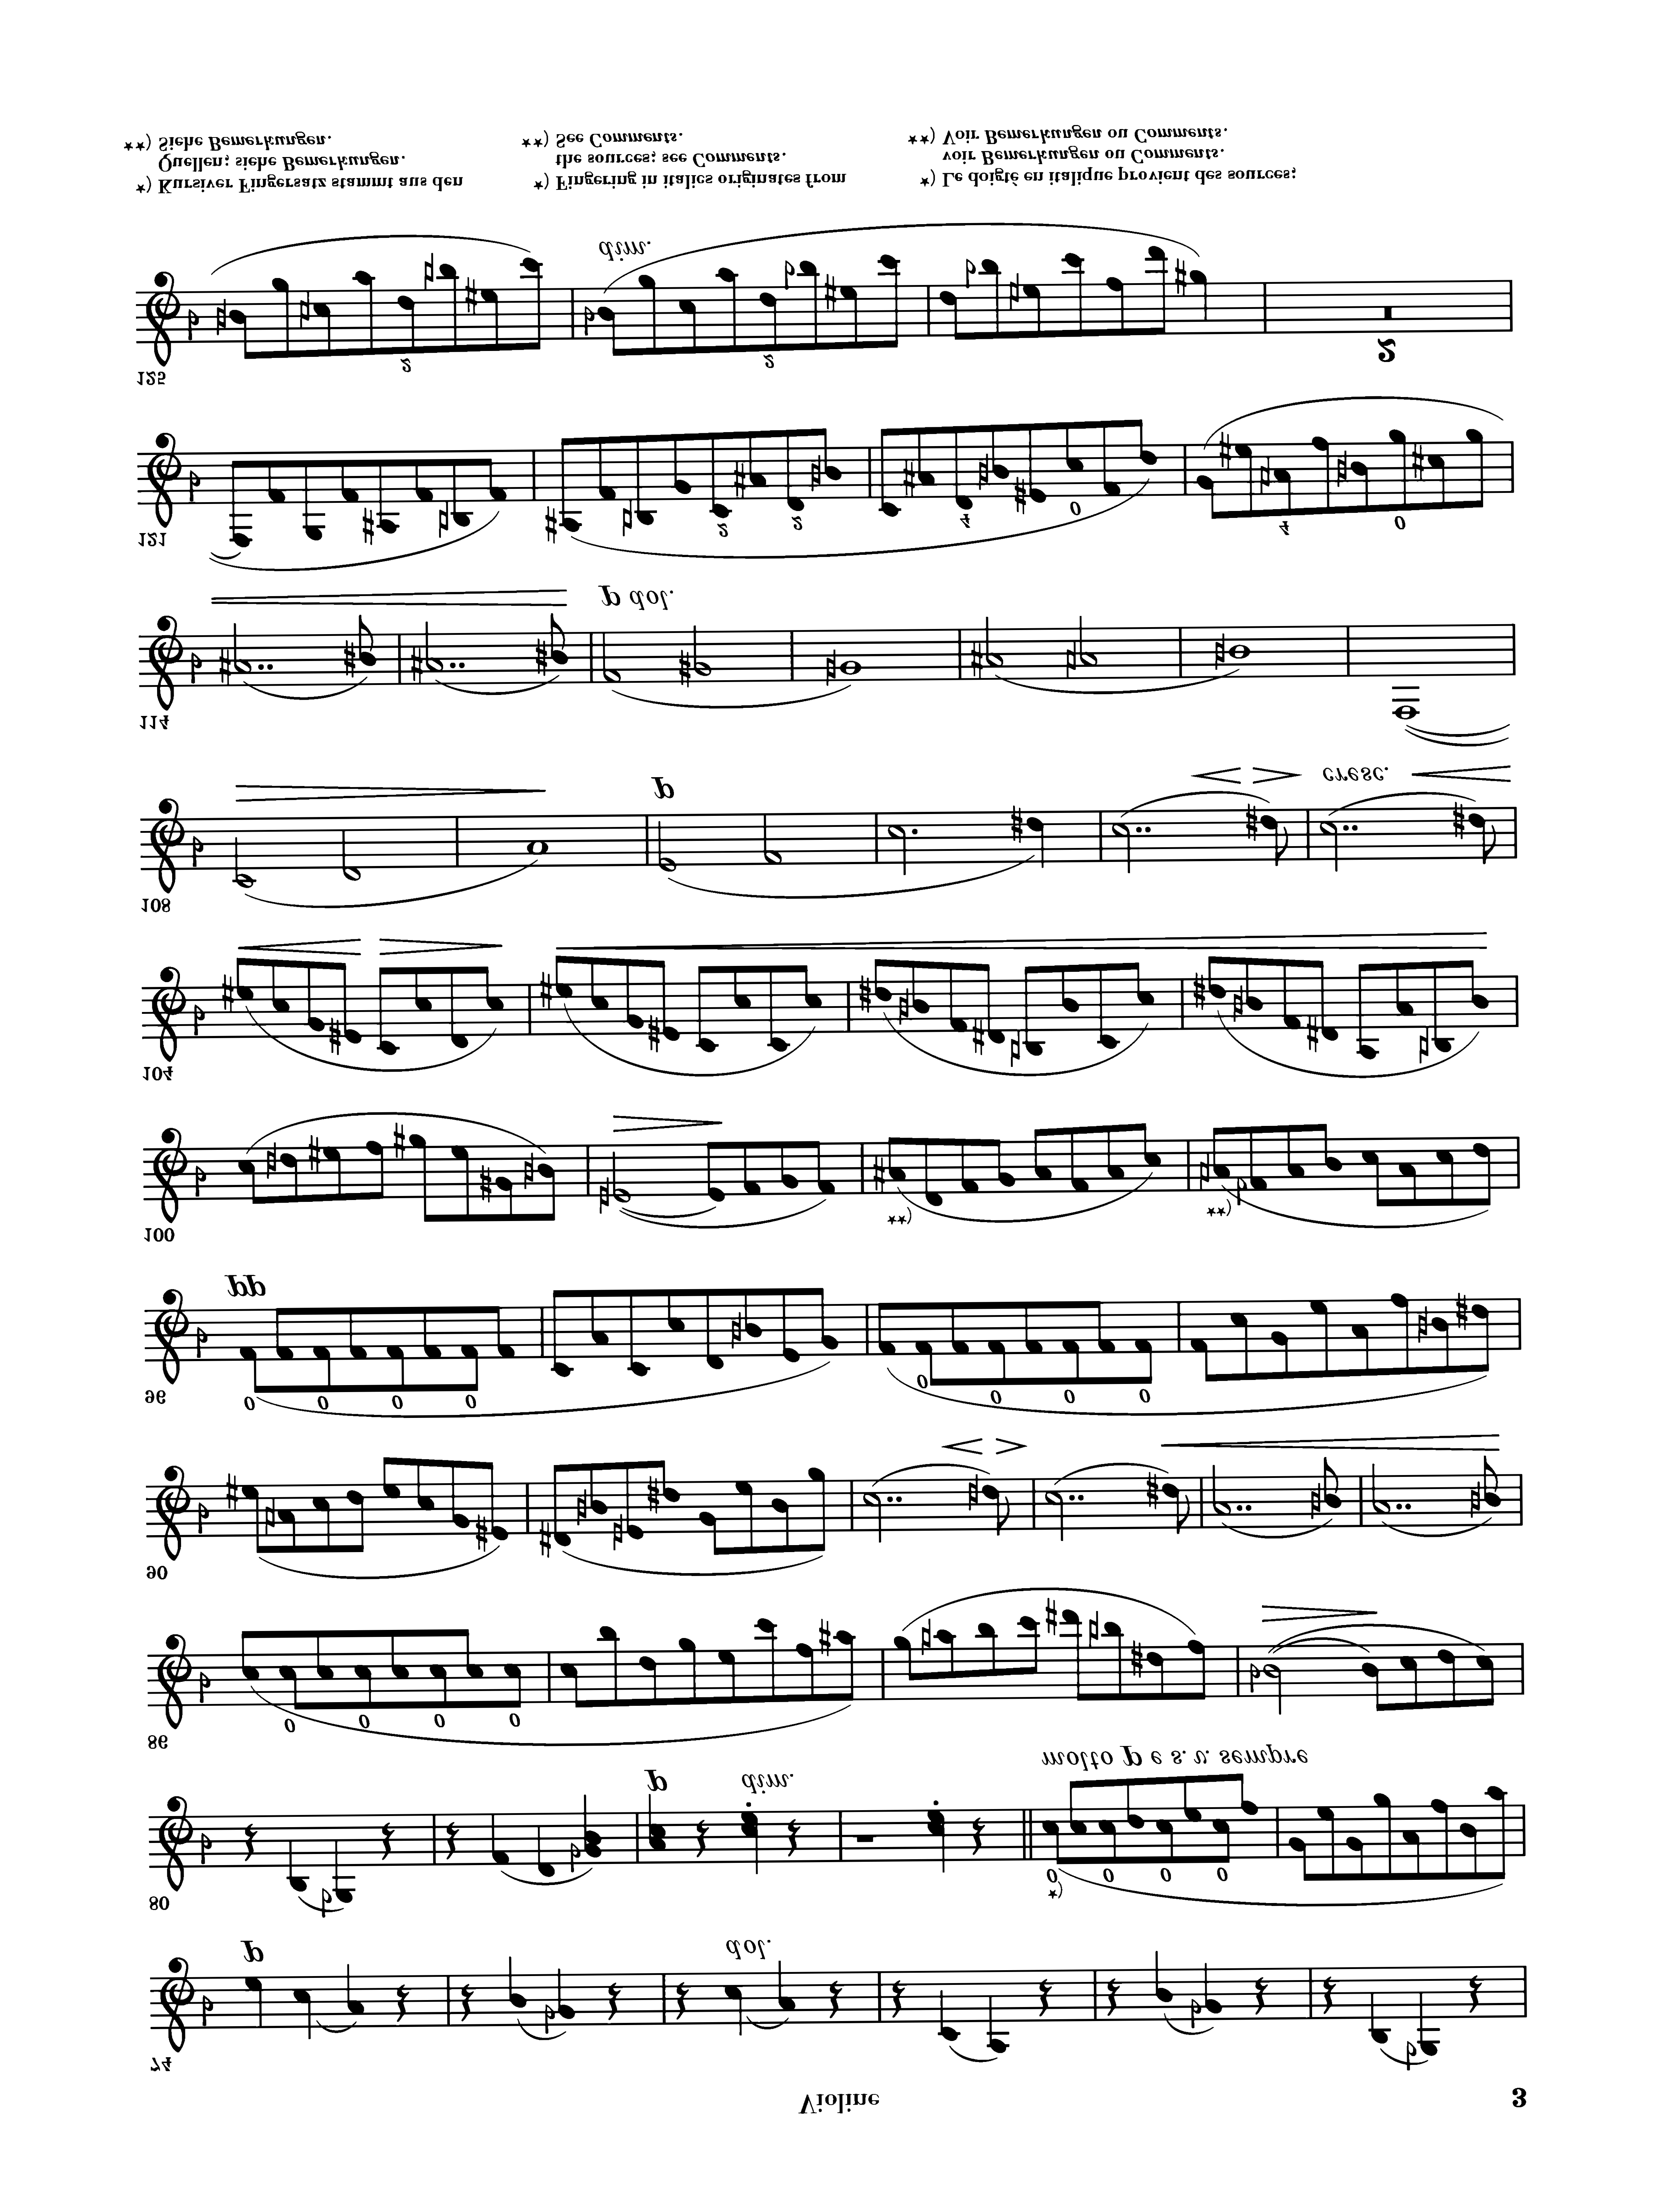 Violine 3
74
p dol.
80 *)
0 0 0 0
p dim. molto p e s. v. sempre
86 0 0 0 0
90
96 0 0 0 0 0 0 0 0
pp
100 **) **)
104
108
p cresc.
114
p dol.
121 2 2 4 0 4 0
125 2 2 2
dim.
*) Kursiver Fingersatz stammt aus den
Quellen; siehe Bemerkungen.
**) Siehe Bemerkungen.
*) Fingering in italics originates from
the sources; see Comments.
**) See Comments.
*) Le doigté en italique provient des sources;
voir Bemerkungen ou Comments.
**) Voir Bemerkungen ou Comments.